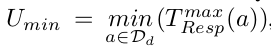 $U_{min} = \min_{a \in \mathcal{D}_d} (T^{max}_{Resp}(a)),$